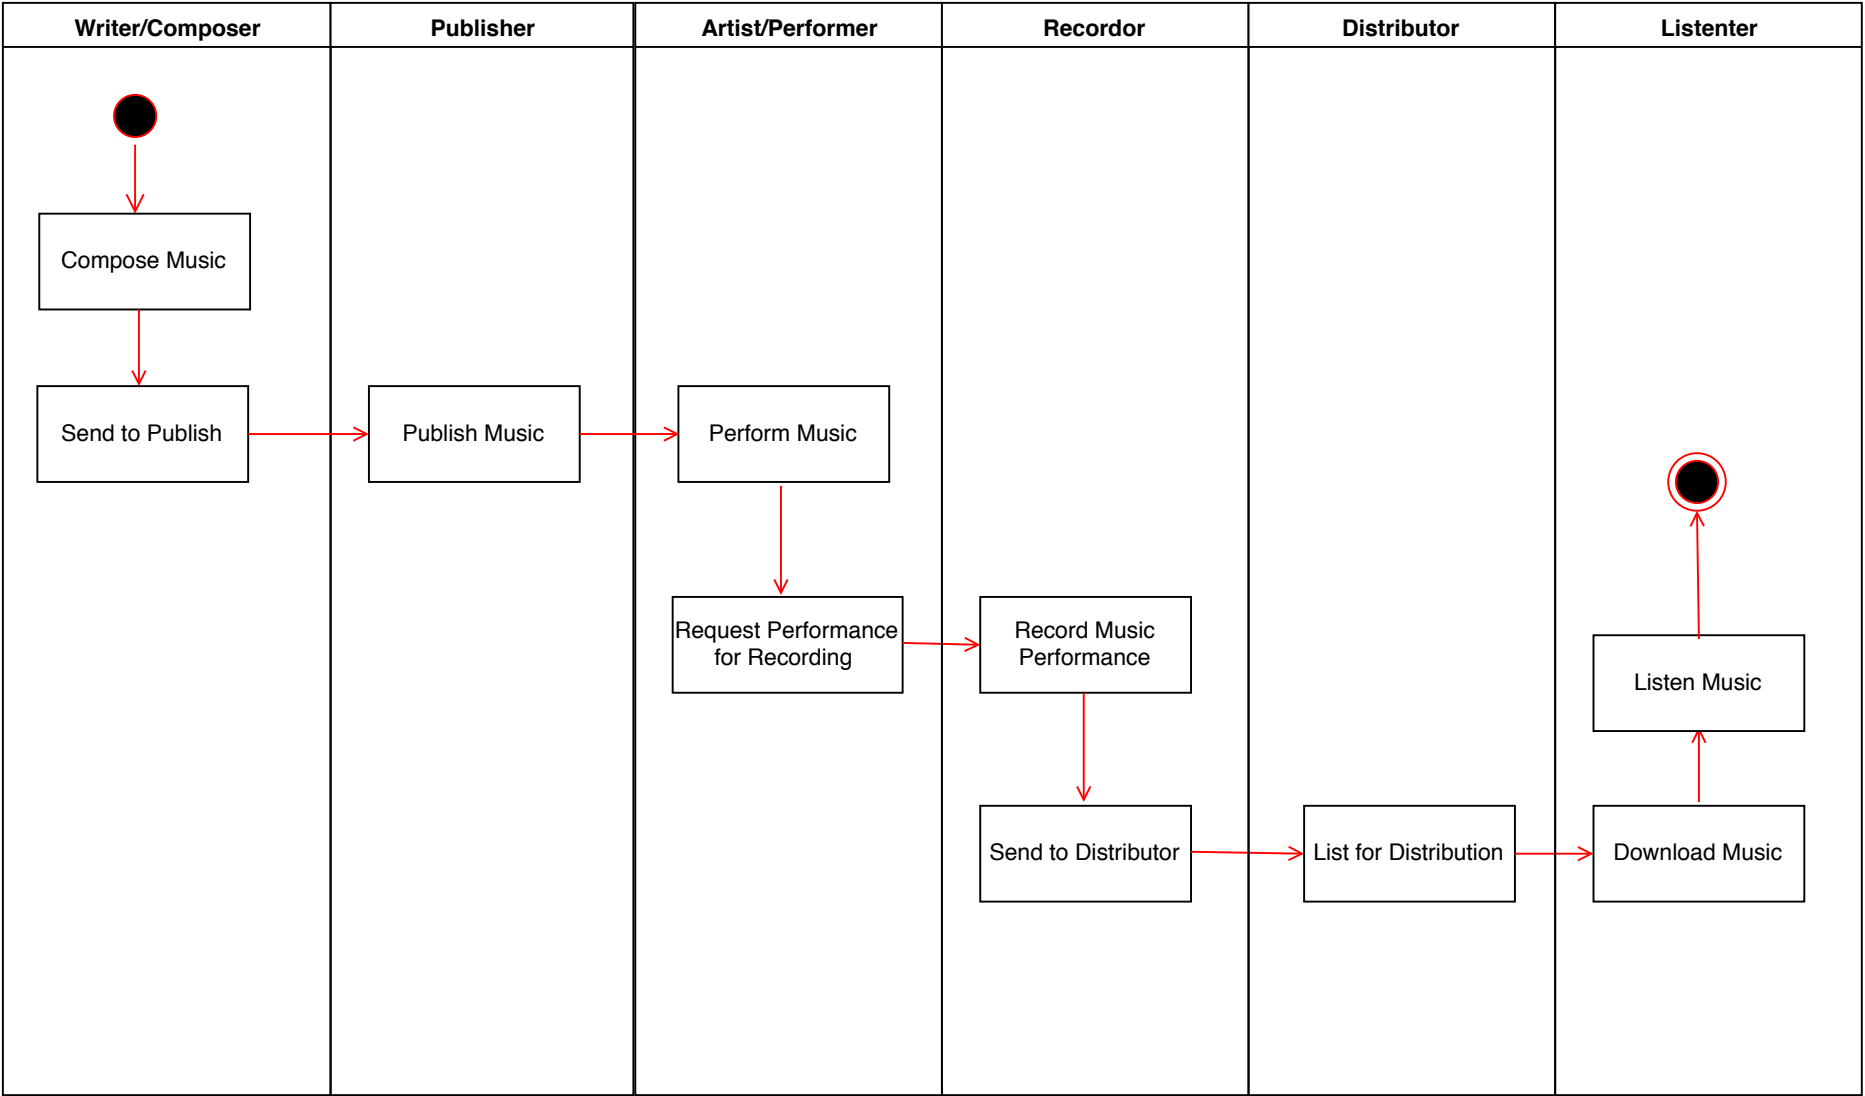 Writer/Composer
Publisher
Artist/Performer
Recordor
Distributor
Listenter
Compose Music
Send to Publish
Publish Music
Perform Music
Request Performance
for Recording
Record Music
Performance
Listen Music
Send to Distributor
List for Distribution
Download Music